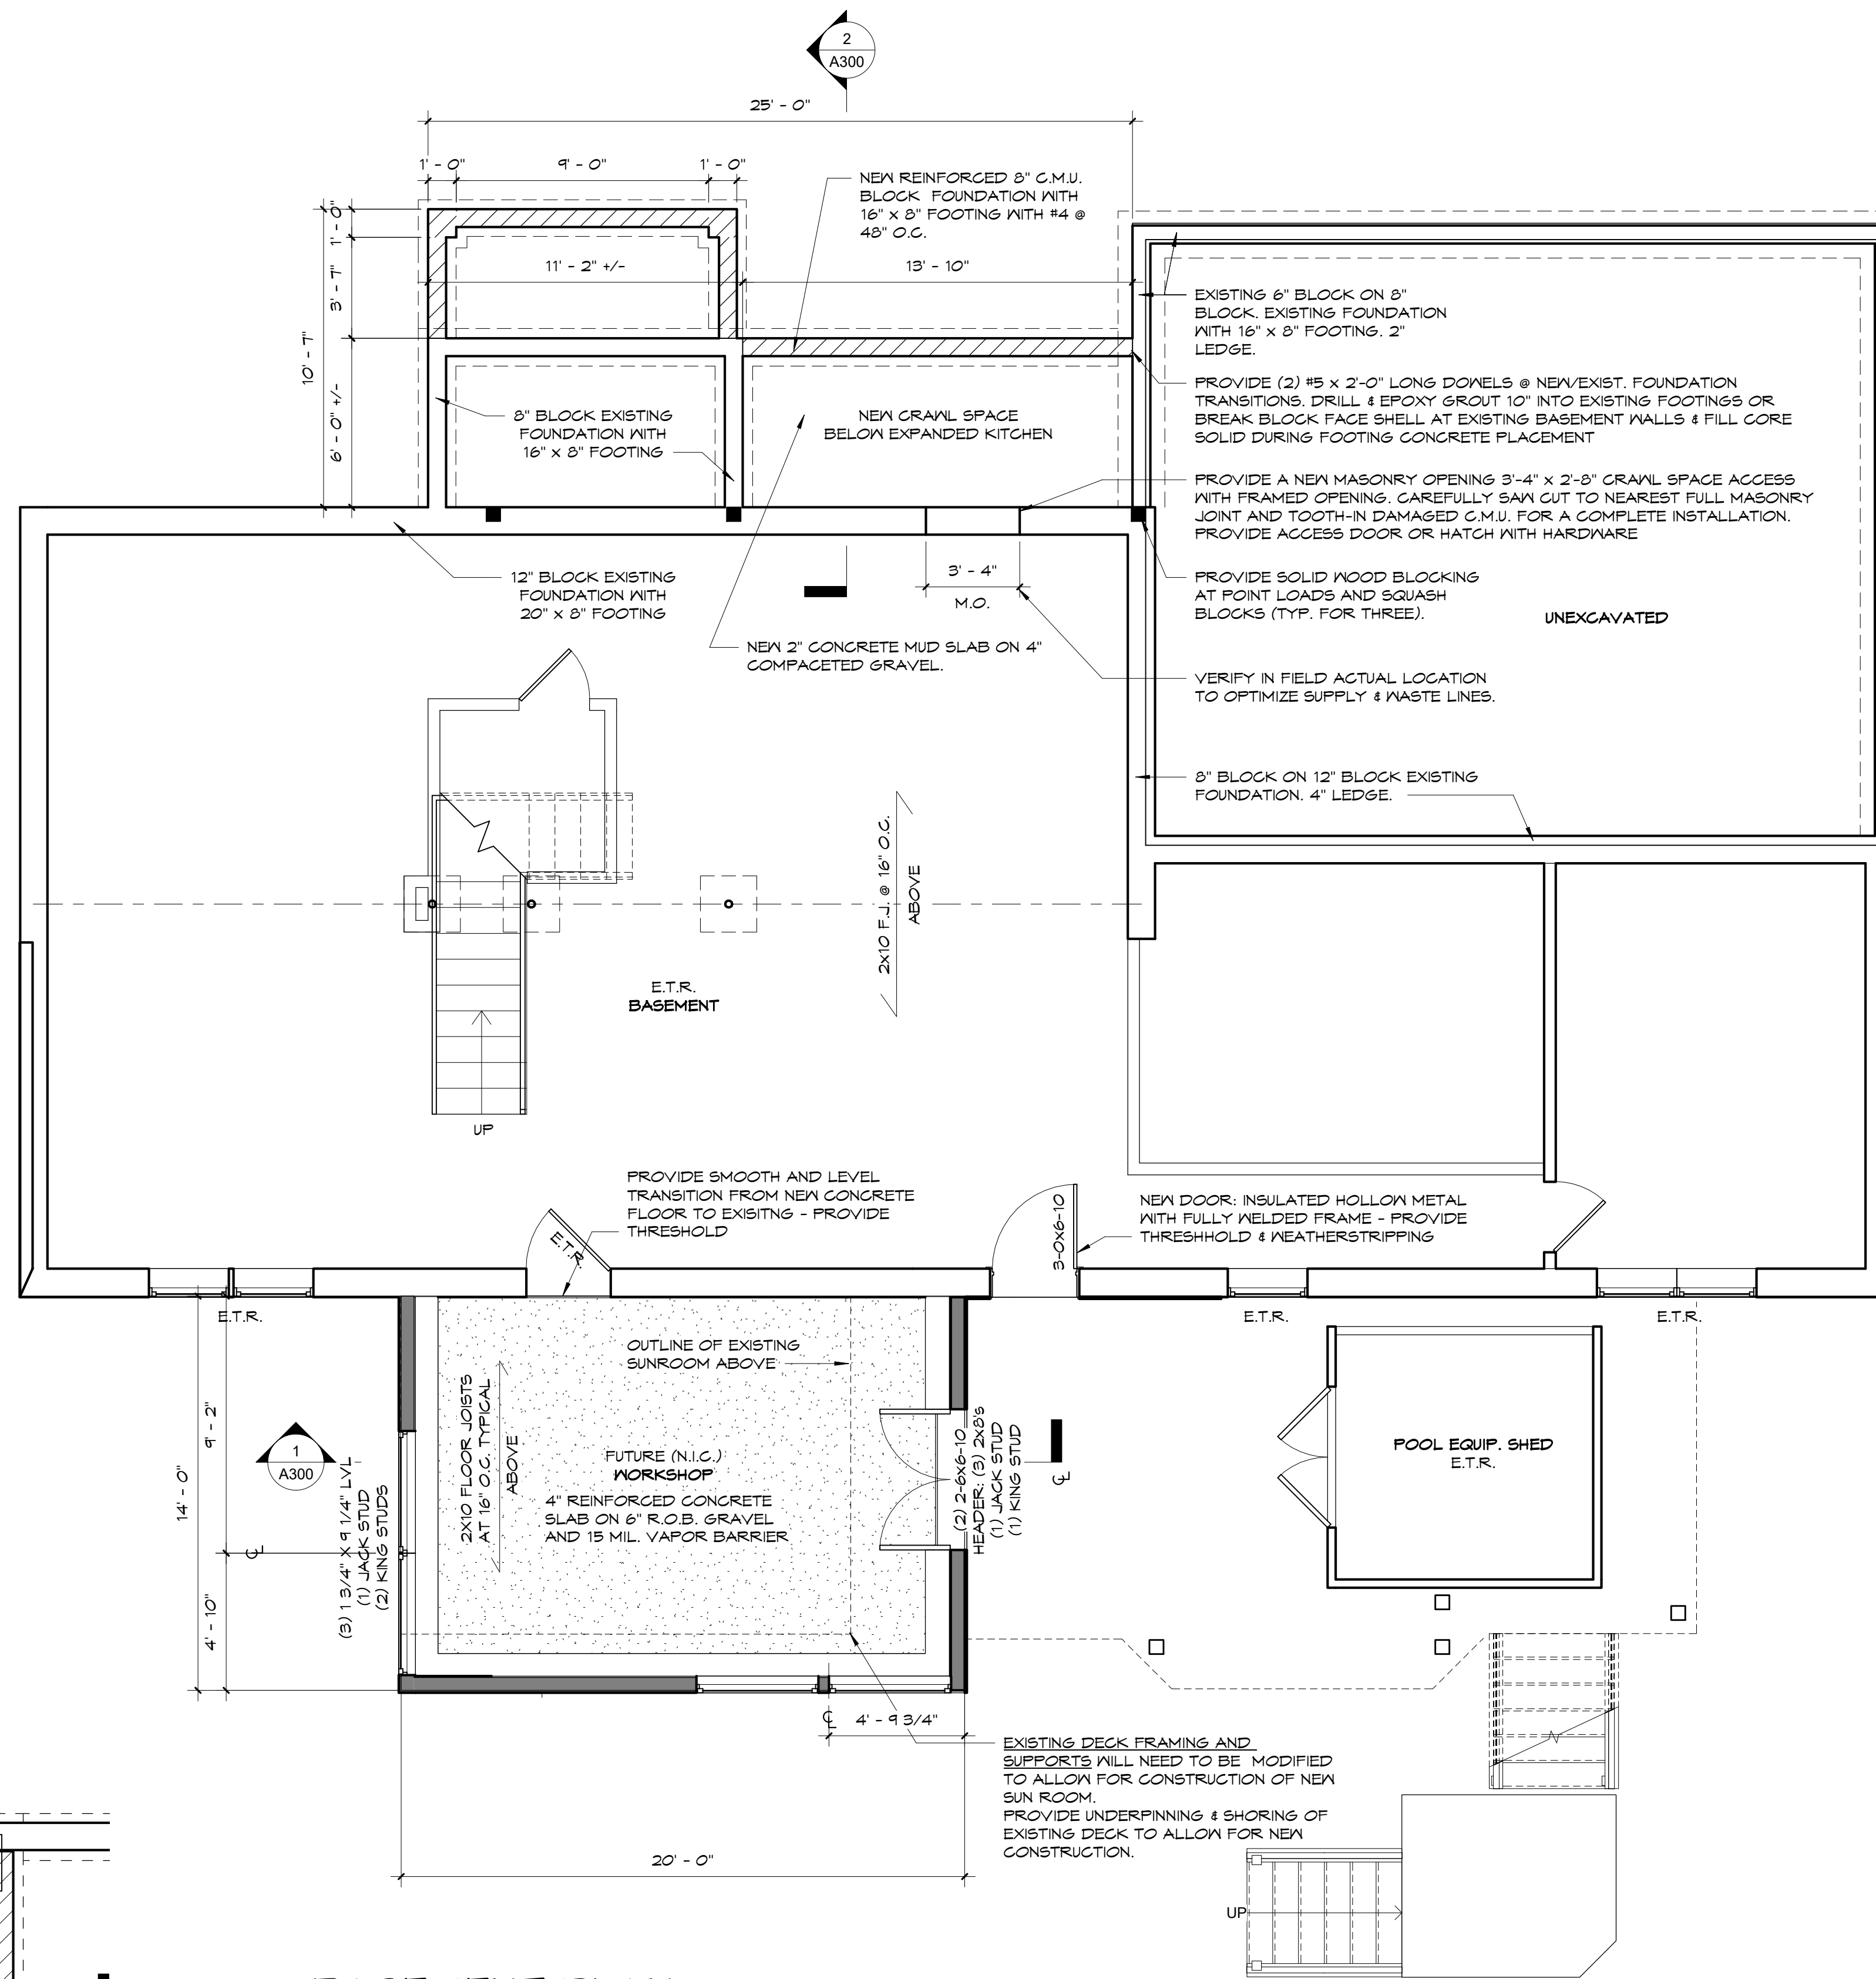 2
A300
25' - 0"
1' - 0"
9' - 0"
1' - 0"
NEW REINFORCED 8" C.M.U.
BLOCK FOUNDATION WITH
16" x 8" FOOTING WITH #4 @
48" O.C.
1' - 0"
3' - 7"
10' - 7"
6' - 0" +/-
11' - 2" +/-
13' - 10"
EXISTING 6" BLOCK ON 8"
BLOCK. EXISTING FOUNDATION
WITH 16" x 8" FOOTING. 2"
LEDGE.
PROVIDE (2) #5 x 2'-0" LONG DOWELS @ NEW/EXIST. FOUNDATION
TRANSITIONS. DRILL & EPOXY GROUT 10" INTO EXISTING FOOTINGS OR
BREAK BLOCK FACE SHELL AT EXISTING BASEMENT WALLS & FILL CORE
SOLID DURING FOOTING CONCRETE PLACEMENT
8" BLOCK EXISTING
FOUNDATION WITH
16" x 8" FOOTING
NEW CRAWL SPACE
BELOW EXPANDED KITCHEN
PROVIDE A NEW MASONRY OPENING 3'-4" x 2'-8" CRAWL SPACE ACCESS
WITH FRAMED OPENING. CAREFULLY SAW CUT TO NEAREST FULL MASONRY
JOINT AND TOOTH-IN DAMAGED C.M.U. FOR A COMPLETE INSTALLATION.
PROVIDE ACCESS DOOR OR HATCH WITH HARDWARE
12" BLOCK EXISTING
FOUNDATION WITH
20" x 8" FOOTING
3' - 4"
M.O.
PROVIDE SOLID WOOD BLOCKING
AT POINT LOADS AND SQUASH
BLOCKS (TYP. FOR THREE).
UNEXCAVATED
NEW 2" CONCRETE MUD SLAB ON 4"
COMPACETED GRAVEL.
VERIFY IN FIELD ACTUAL LOCATION
TO OPTIMIZE SUPPLY & WASTE LINES.
8" BLOCK ON 12" BLOCK EXISTING
FOUNDATION. 4" LEDGE.
2x10 F.J. @ 16" O.C.
ABOVE
E.T.R.
BASEMENT
UP
PROVIDE SMOOTH AND LEVEL
TRANSITION FROM NEW CONCRETE
FLOOR TO EXISITNG - PROVIDE
THRESHOLD
E.T.R.
3-0x6-10
NEW DOOR: INSULATED HOLLOW METAL
WITH FULLY WELDED FRAME - PROVIDE
THRESHHOLD & WEATHERSTRIPPING
E.T.R.
E.T.R.
E.T.R.
OUTLINE OF EXISTING
SUNROOM ABOVE
2X10 FLOOR JOISTS
AT 16" O.C. TYPICAL
ABOVE
14' - 0"
9' - 2"
4' - 10"
1
A300
CL
(3) 1 3/4" X 9 1/4" LVL
(1) JACK STUD
(2) KING STUDS
FUTURE (N.I.C.)
WORKSHOP
4" REINFORCED CONCRETE
SLAB ON 6" R.O.B. GRAVEL
AND 15 MIL. VAPOR BARRIER
(2) 2-6x6-10
HEADER: (3) 2x8's
(1) JACK STUD
(1) KING STUD
CL
POOL EQUIP. SHED
E.T.R.
CL
4' - 9 3/4"
EXISTING DECK FRAMING AND
SUPPORTS WILL NEED TO BE MODIFIED
TO ALLOW FOR CONSTRUCTION OF NEW
SUN ROOM.
PROVIDE UNDERPINNING & SHORING OF
EXISTING DECK TO ALLOW FOR NEW
CONSTRUCTION.
20' - 0"
UP